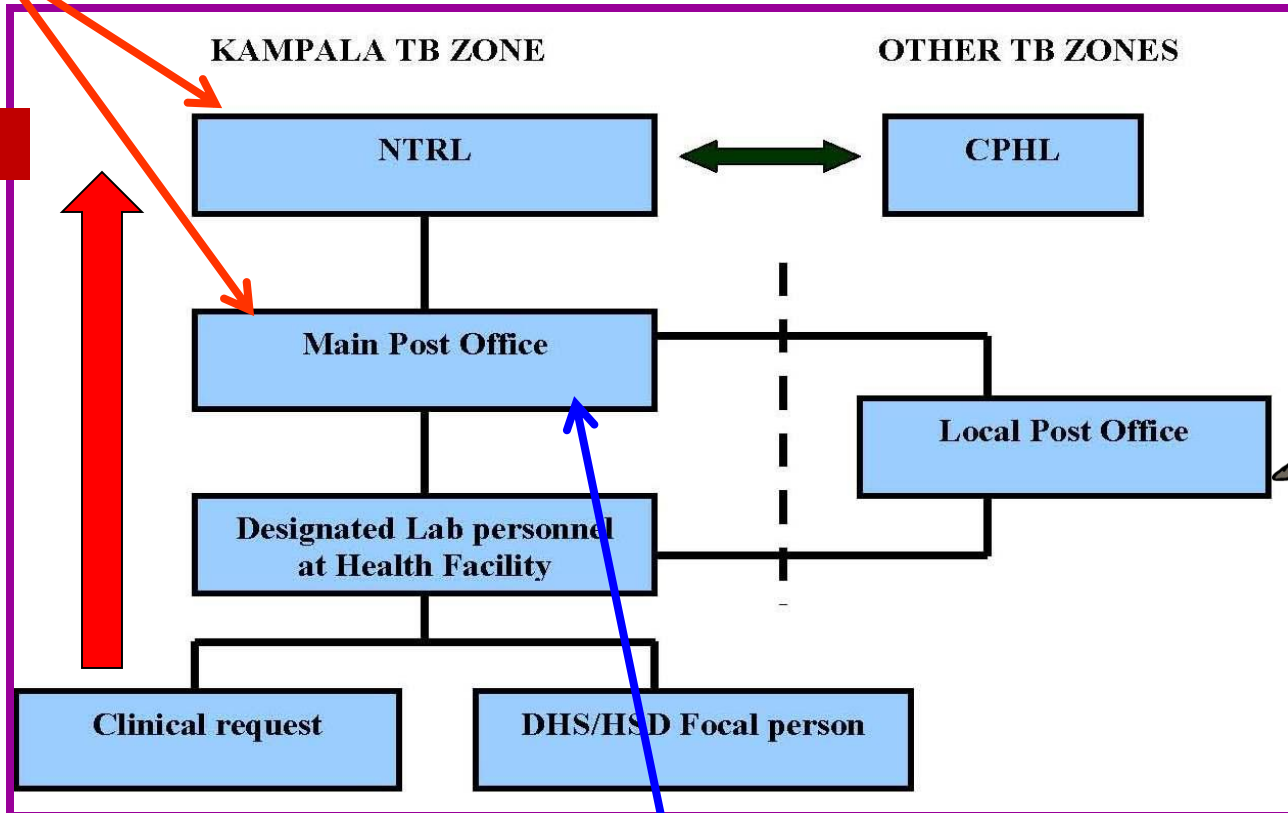 KAMPALA TB ZONE
OTHER TB ZONES
NTRL
CPHL
Main Post Office
Local Post Office
Designated Lab personnel
at Health Facility
Clinical request
DHS/HSD Focal person